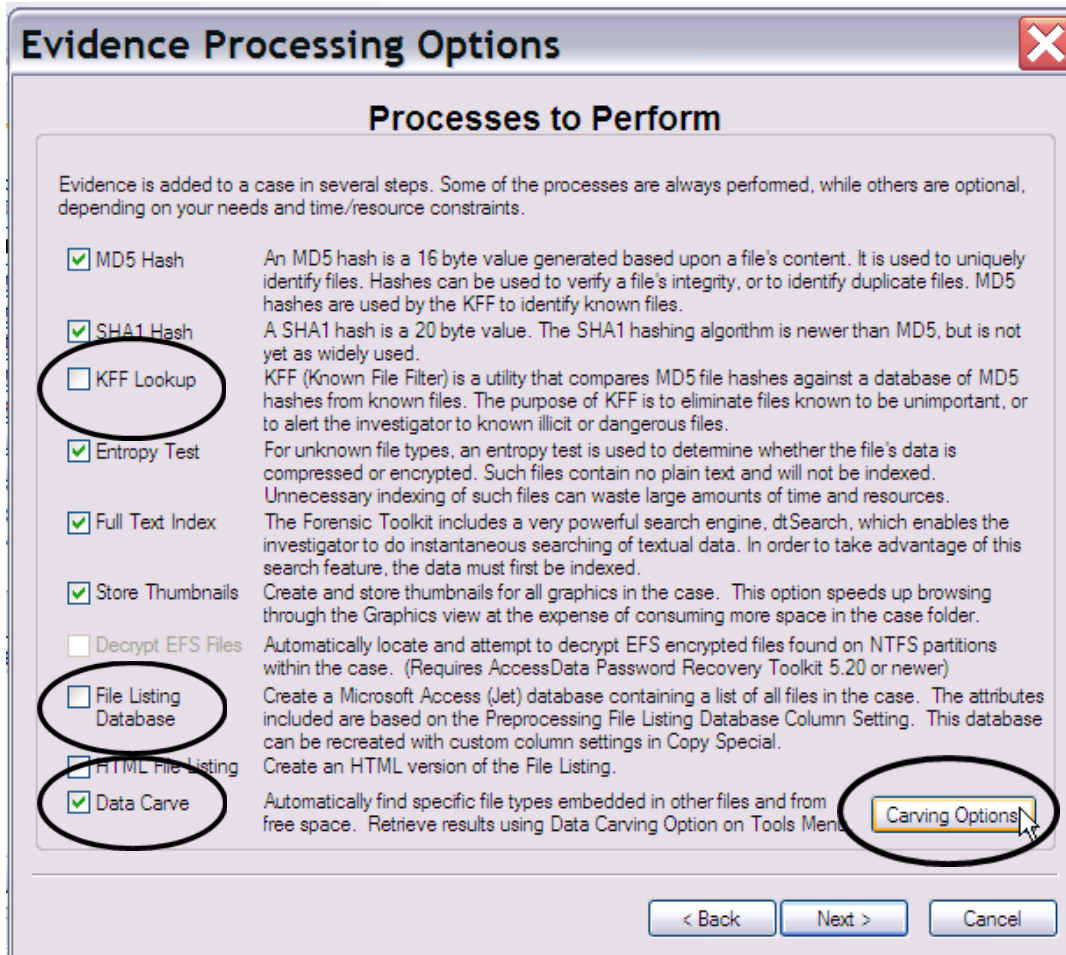 Evidence Processing Options
Processes to Perform
Evidence is added to a case in several steps. Some of the processes are always performed, while others are optional,
depending on your needs and time/resource constraints.
MD5 Hash
An MD5 hash is a 16 byte value generated based upon a file's content. It is used to uniquely
identify files. Hashes can be used to verify a file's integrity, or to identify duplicate files. MD5
hashes are used by the KFF to identify known files.
SHA1 Hash
A SHA1 hash is a 20 byte value. The SHA1 hashing algorithm is newer than MD5, but is not
yet as widely used.
KFF Lookup
KFF (Known File Filter) is a utility that compares MD5 file hashes against a database of MD5
hashes from known files. The purpose of KFF is to eliminate files known to be unimportant, or
to alert the investigator to known illicit or dangerous files.
Entropy Test
For unknown file types, an entropy test is used to determine whether the file's data is
compressed or encrypted. Such files contain no plain text and will not be indexed.
Unnecessary indexing of such files can waste large amounts of time and resources.
Full Text Index
The Forensic Toolkit includes a very powerful search engine, dtSearch, which enables the
investigator to do instantaneous searching of textual data. In order to take advantage of this
search feature, the data must first be indexed.
Store Thumbnails
Create and store thumbnails for all graphics in the case. This option speeds up browsing
through the Graphics view at the expense of consuming more space in the case folder.
Decrypt EFS Files
Automatically locate and attempt to decrypt EFS encrypted files found on NTFS partitions
within the case. (Requires AccessData Password Recovery Toolkit 5.20 or newer)
File Listing
Database
Create a Microsoft Access (Jet) database containing a list of all files in the case. The attributes
included are based on the Preprocessing File Listing Database Column Setting. This database
can be recreated with custom column settings in Copy Special.
HTML File Listing
Create an HTML version of the File Listing.
Data Carve
Automatically find specific file types embedded in other files and from
free space. Retrieve results using Data Carving Option on Tools Menu
Carving Options
< Back
Next >
Cancel